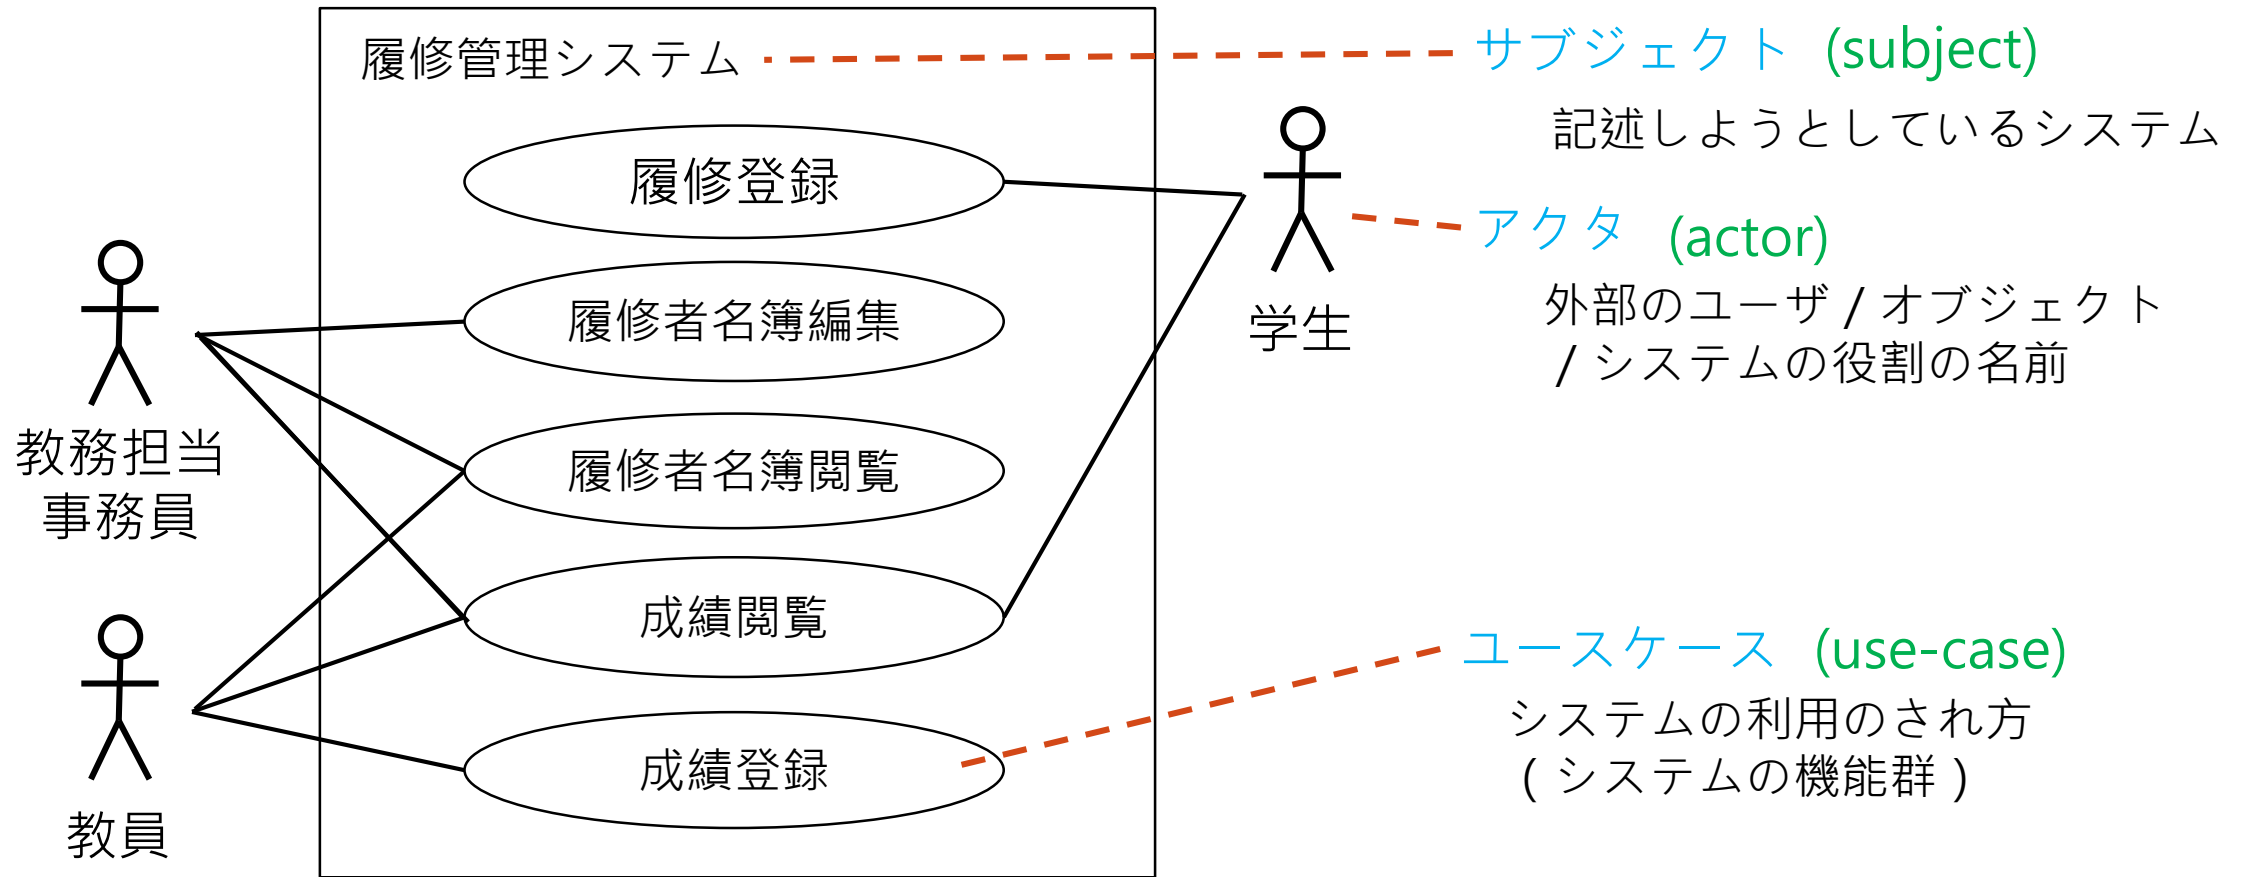 履修管理システム
サブジェクト (subject)
記述しようとしているシステム
履修登録
アクタ (actor)
外部のユーザ / オブジェクト
/ システムの役割の名前
学生
履修者名簿編集
教務担当
事務員
履修者名簿閲覧
成績閲覧
ユースケース (use-case)
システムの利用のされ方
( システムの機能群 )
成績登録
教員